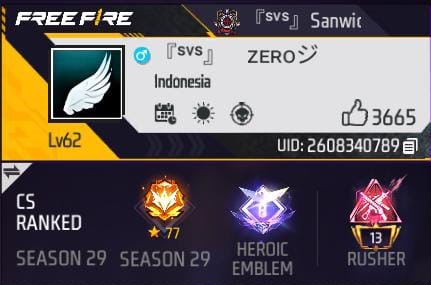 FREE FIRE
『ˢᵛˢ』 Sanwic
『ˢᵛˢ』 ZEROジ
Indonesia
3665
Lv62
UID: 2608340789
CS RANKED
★77
13
SEASON 29 SEASON 29 HEROIC EMBLEM RUSHER